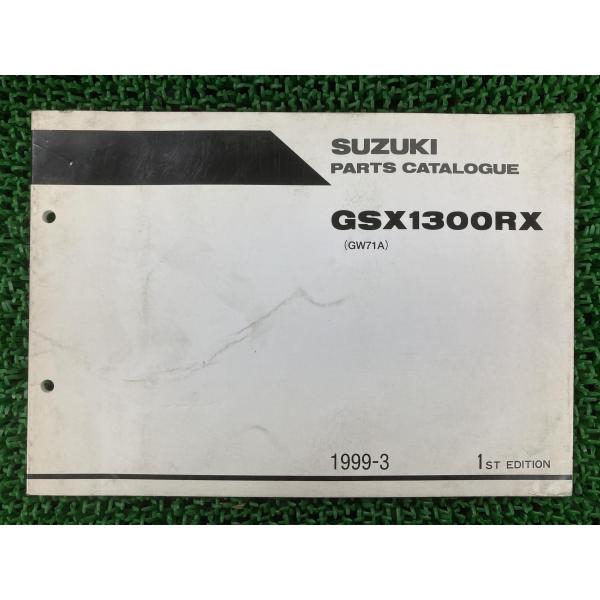 SUZUKI
PARTS CATALOGUE
GSX1300RX
(GW71A)
1999-3 1ST EDITION